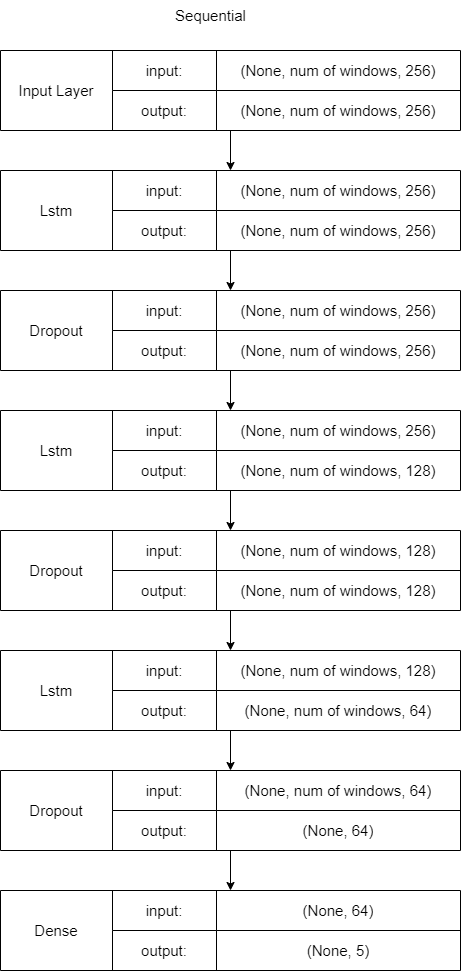 Sequential
Input Layer
input:
(None, num of windows, 256)
output:
(None, num of windows, 256)
Lstm
input:
(None, num of windows, 256)
output:
(None, num of windows, 256)
Dropout
input:
(None, num of windows, 256)
output:
(None, num of windows, 256)
Lstm
input:
(None, num of windows, 256)
output:
(None, num of windows, 128)
Dropout
input:
(None, num of windows, 128)
output:
(None, num of windows, 128)
Lstm
input:
(None, num of windows, 128)
output:
(None, num of windows, 64)
Dropout
input:
(None, num of windows, 64)
output:
(None, 64)
Dense
input:
(None, 64)
output:
(None, 5)